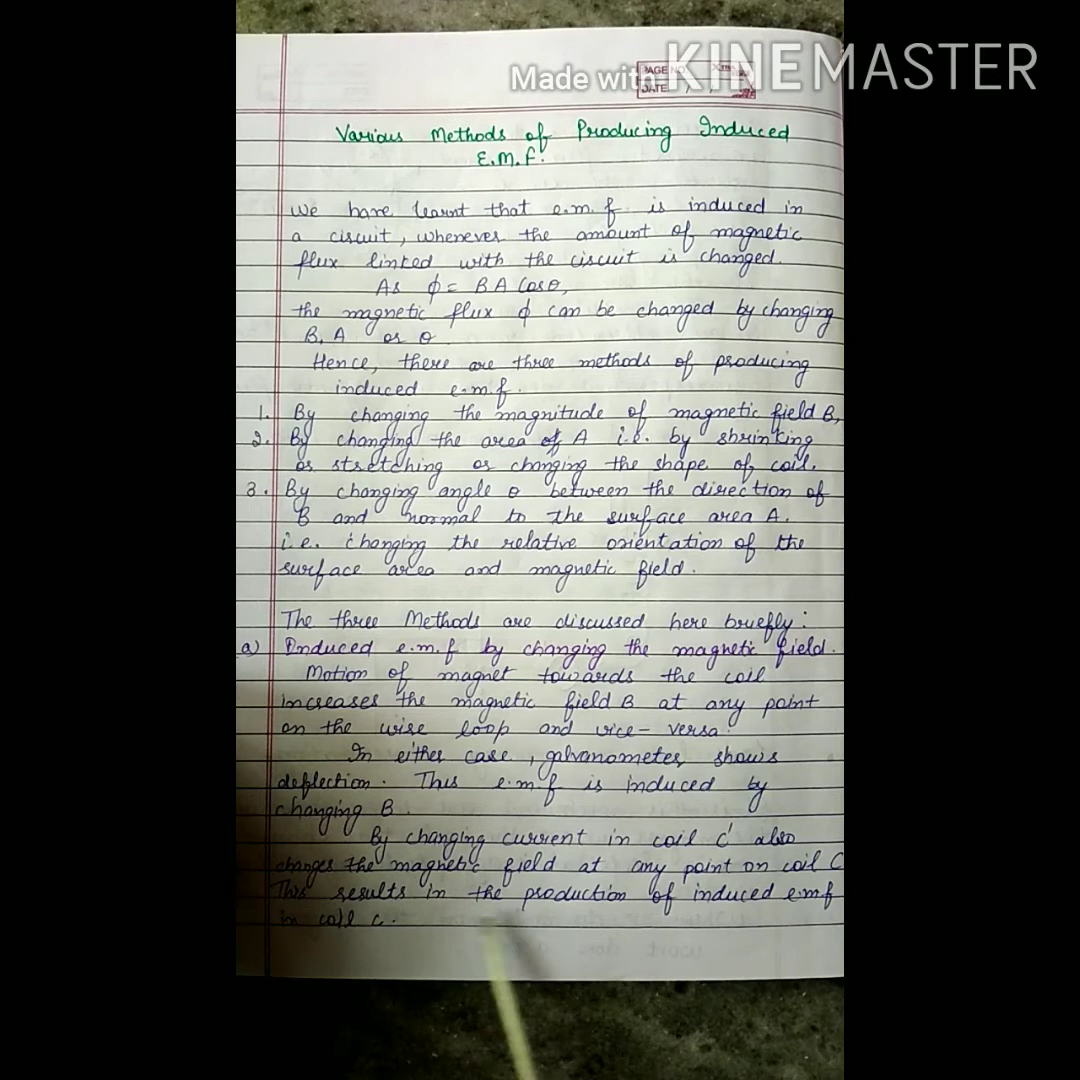 Made with KINEMASTER
PAGE NO.
DATE
Various Methods of Producing Induced
E.M.F.
We have learnt that e.m.f is induced in
a circuit, whenever the amount of magnetic
flux linked with the circuit is changed.
As ϕ = BA Cosθ,
the magnetic flux ϕ can be changed by changing
B, A or θ
Hence, there are three methods of producing
induced e.m.f.
1. By changing the magnitude of magnetic field B,
2. By changing the area of A i.e. by shrinking
or stretching or changing the shape of coil.
3. By changing angle θ between the direction of
B and normal to the surface area A.
i.e. changing the relative orientation of the
surface area and magnetic field.
The three Methods are discussed here briefly:
a) Induced e.m.f by changing the magnetic field.
Motion of magnet towards the coil
increases the magnetic field B at any point
on the wire loop and vice-versa.
In either case, galvanometer shows
deflection. Thus e.m.f is induced by
changing B.
By changing current in coil C' also
changes the magnetic field at any point on coil C
This results in the production of induced e.m.f
in coil C.